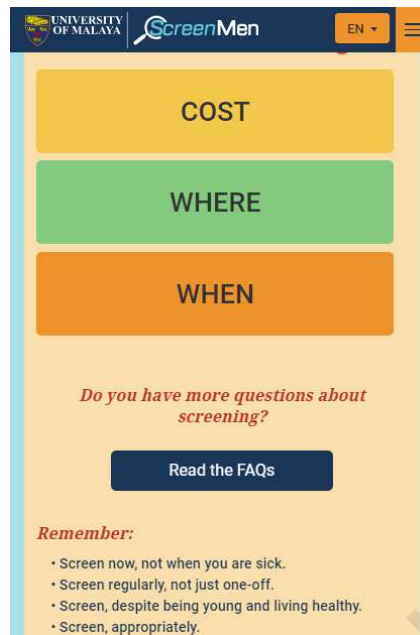 UNIVERSITY
OF MALAYA
ScreenMen
EN
COST
WHERE
WHEN
Do you have more questions about
screening?
Read the FAQs
Remember:
• Screen now, not when you are sick.
• Screen regularly, not just one-off.
• Screen, despite being young and living healthy.
• Screen, appropriately.